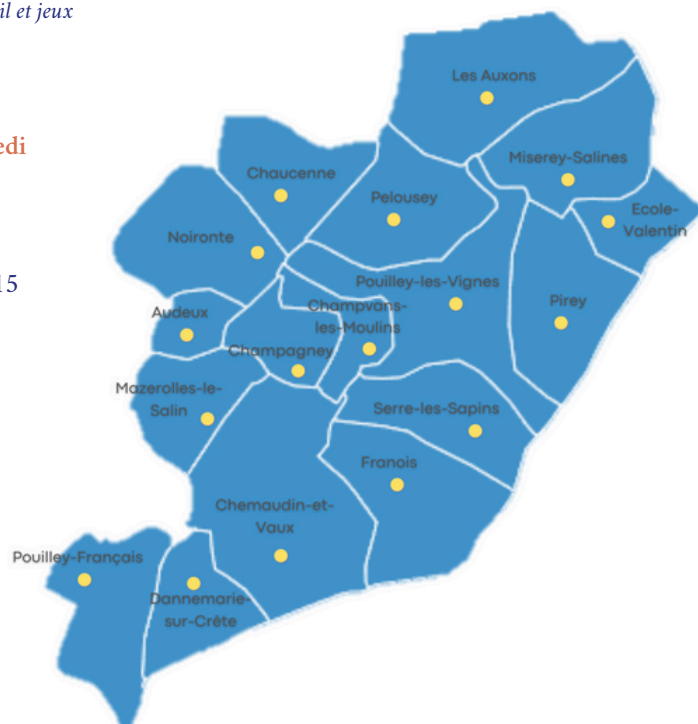 il et jeux
Les Auxons
edi
Miserey-Salines
Chaucenne
Pelousey
Ecole-
Valentin
Noironte
15
Pouilley-les-Vignes
Pirey
Champvans-
les-Moulins
Audeux
Champagney
Mazerolles-le-
Salin
Serre-les-Sapins
Franois
Chemaudin-et-
Vaux
Pouilley-Français
Dannemarie-
sur-Crête